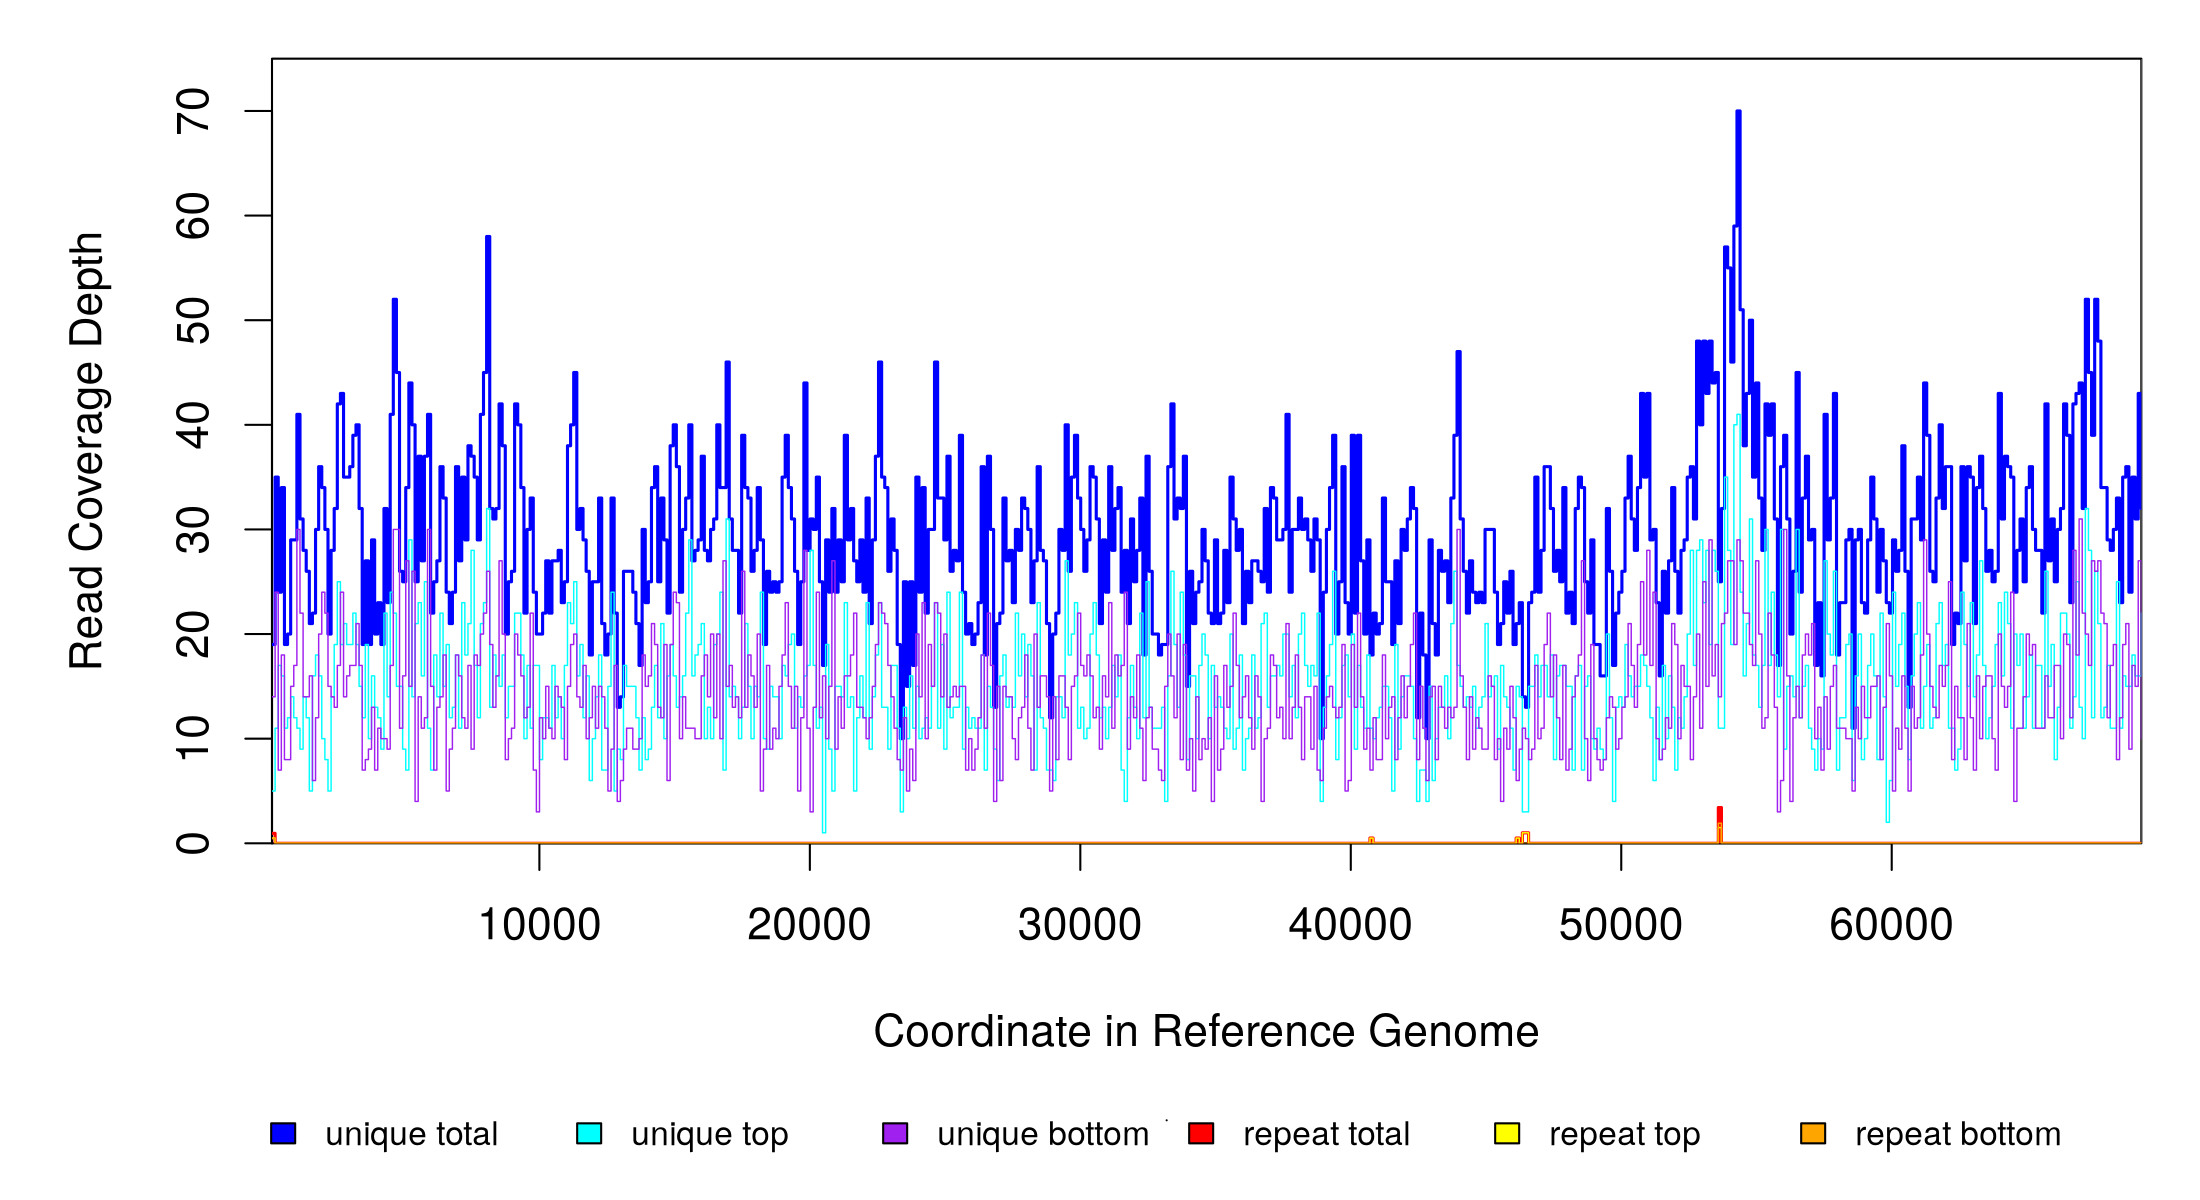 Read Coverage Depth
70
60
50
40
30
20
10
0
10000 20000 30000 40000 50000 60000
Coordinate in Reference Genome
unique total unique top unique bottom repeat total repeat top repeat bottom